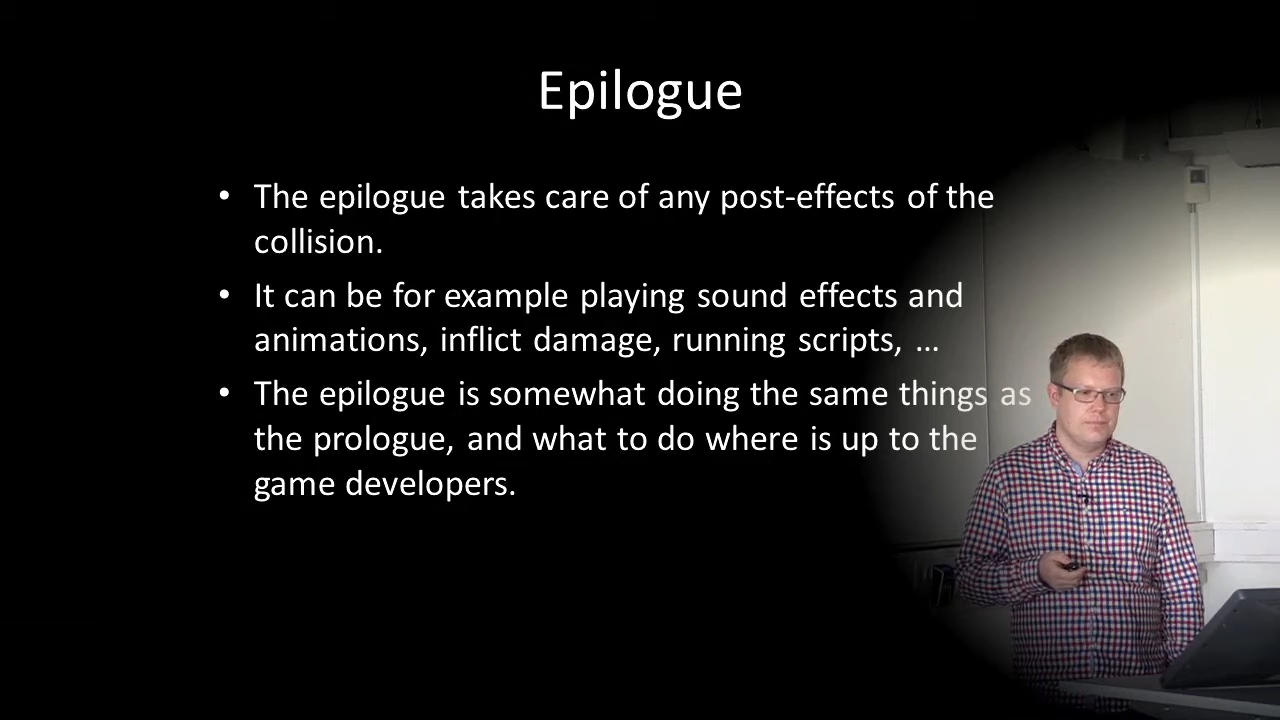 Epilogue
• The epilogue takes care of any post-effects of the
collision.
• It can be for example playing sound effects and
animations, inflict damage, running scripts, …
• The epilogue is somewhat doing the same things as
the prologue, and what to do where is up to the
game developers.